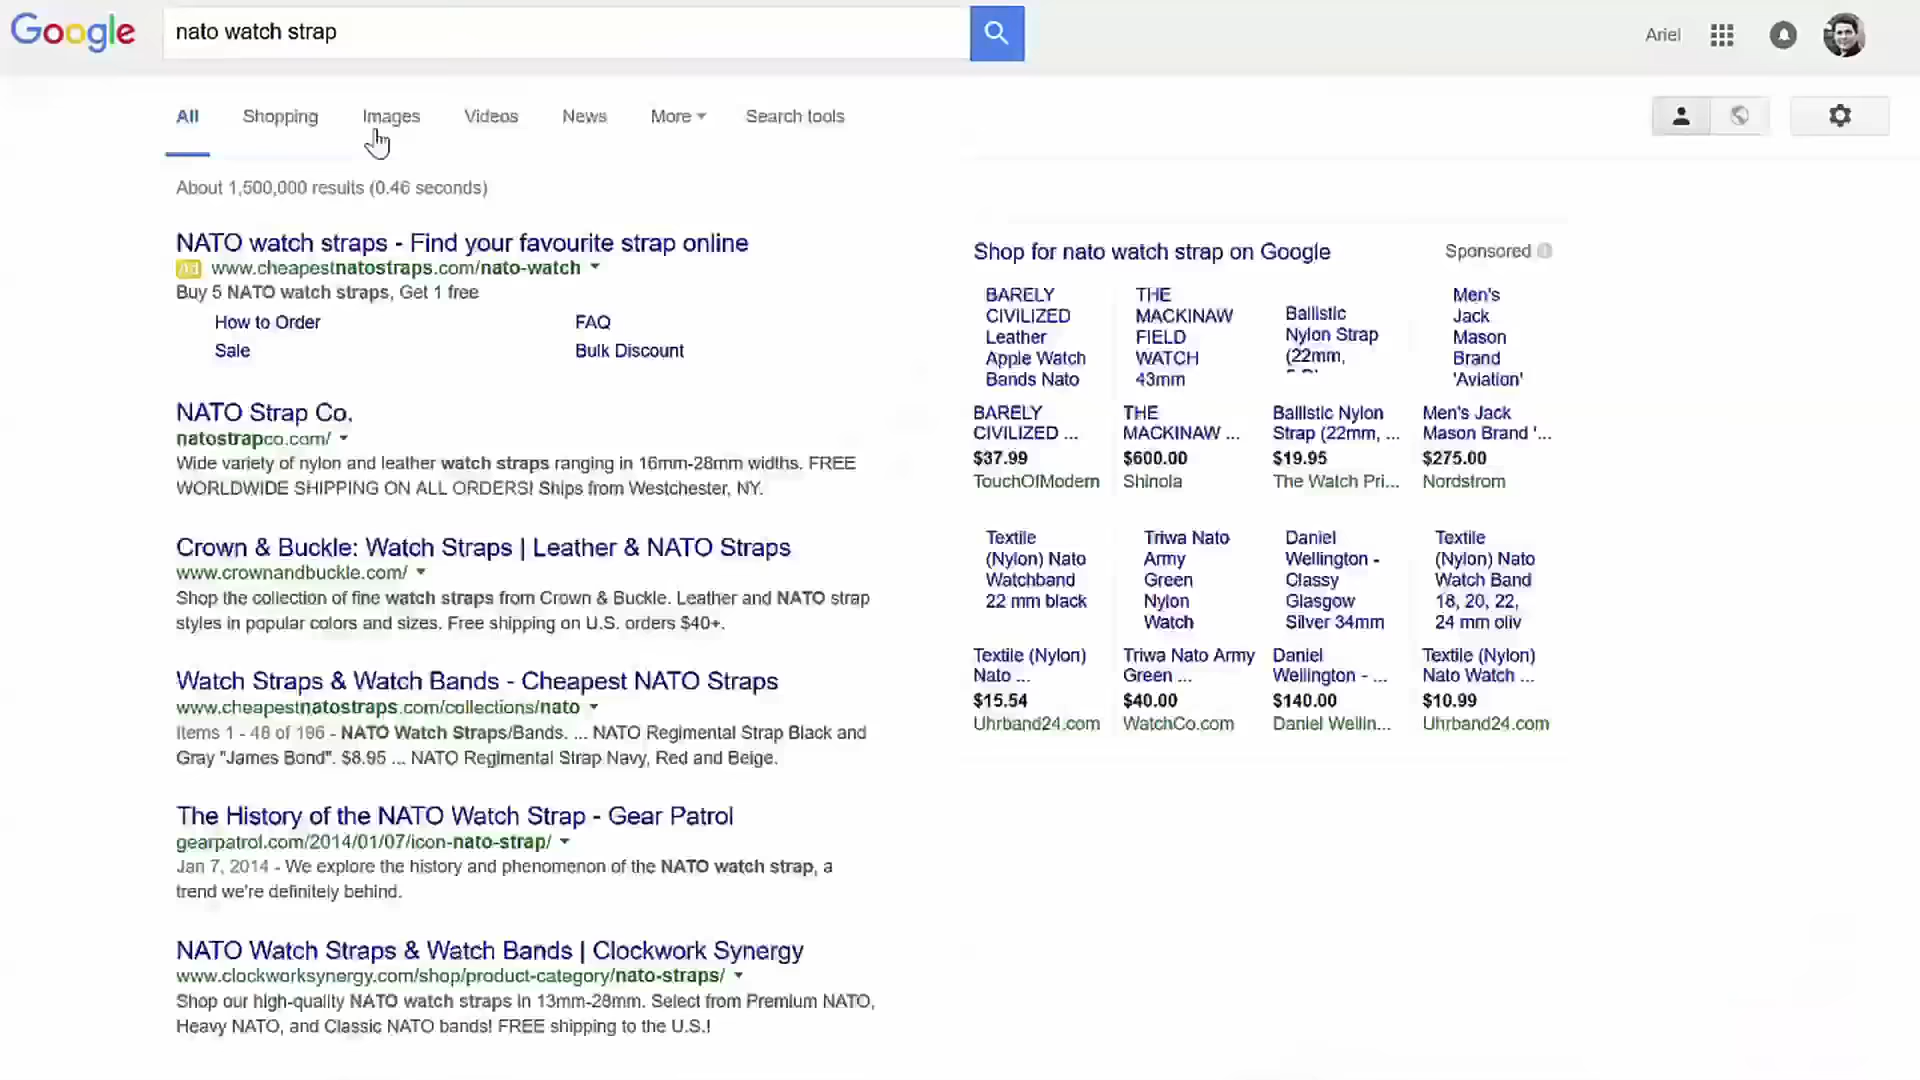 Google
nato watch strap
Ariel
All
Shopping
Images
Videos
News
More
Search tools
About 1,500,000 results (0.46 seconds)
NATO watch straps - Find your favourite strap online
Ad www.cheapestnatostraps.com/nato-watch
Buy 5 NATO watch straps, Get 1 free
How to Order
FAQ
Sale
Bulk Discount
NATO Strap Co.
natostrapco.com/
Wide variety of nylon and leather watch straps ranging in 16mm-28mm widths. FREE
WORLDWIDE SHIPPING ON ALL ORDERS! Ships from Westchester, NY.
Crown & Buckle: Watch Straps | Leather & NATO Straps
www.crownandbuckle.com/
Shop the collection of fine watch straps from Crown & Buckle. Leather and NATO strap
styles in popular colors and sizes. Free shipping on U.S. orders $40+.
Watch Straps & Watch Bands - Cheapest NATO Straps
www.cheapestnatostraps.com/collections/nato
Items 1 - 48 of 196 - NATO Watch Straps/Bands. ... NATO Regimental Strap Black and
Gray "James Bond". $8.95 ... NATO Regimental Strap Navy, Red and Beige.
The History of the NATO Watch Strap - Gear Patrol
gearpatrol.com/2014/01/07/icon-nato-strap/
Jan 7, 2014 - We explore the history and phenomenon of the NATO watch strap, a
trend we're definitely behind.
NATO Watch Straps & Watch Bands | Clockwork Synergy
www.clockworksynergy.com/shop/product-category/nato-straps/
Shop our high-quality NATO watch straps in 13mm-28mm. Select from Premium NATO,
Heavy NATO, and Classic NATO bands! FREE shipping to the U.S.!
Shop for nato watch strap on Google
Sponsored
BARELY
CIVILIZED
Leather
Apple Watch
Bands Nato
BARELY
CIVILIZED ...
$37.99
TouchOfModern
THE
MACKINAW
FIELD
WATCH
43mm
THE
MACKINAW ...
$600.00
Shinola
Ballistic
Nylon Strap
(22mm,
Ballistic Nylon
Strap (22mm, ...
$19.95
The Watch Pri...
Men's
Jack
Mason
Brand
'Aviation'
Men's Jack
Mason Brand '...
$275.00
Nordstrom
Textile
(Nylon) Nato
Watchband
22 mm black
Textile (Nylon)
Nato ...
$15.54
Uhrband24.com
Triwa Nato
Army
Green
Nylon
Watch
Triwa Nato Army
Green ...
$40.00
WatchCo.com
Daniel
Wellington -
Classy
Glasgow
Silver 34mm
Daniel
Wellington - ...
$140.00
Daniel Wellin...
Textile
(Nylon) Nato
Watch Band
18, 20, 22,
24 mm oliv
Textile (Nylon)
Nato Watch ...
$10.99
Uhrband24.com